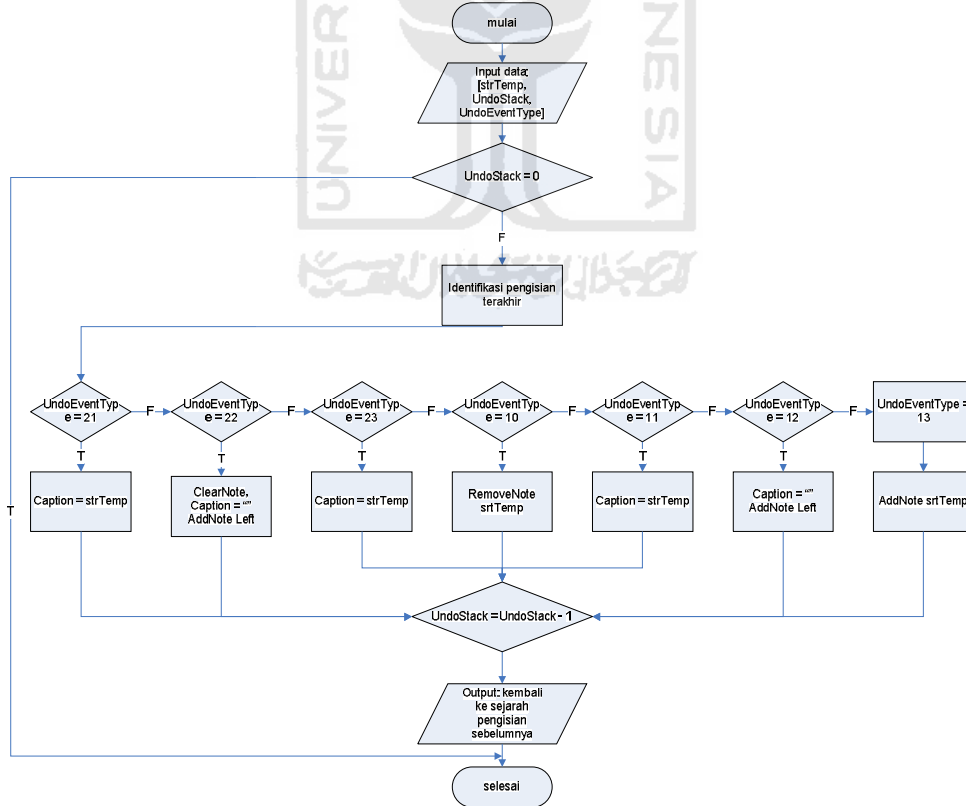 mulai
Input data:
[strTemp,
UndoStack,
UndoEventType]
UndoStack = 0
F
Identifikasi pengisian
terakhir
UndoEventTyp
e = 21
F
UndoEventTyp
e = 22
F
UndoEventTyp
e = 23
F
UndoEventTyp
e = 10
F
UndoEventTyp
e = 11
F
UndoEventTyp
e = 12
F
UndoEventType =
13
T
T
T
T
T
T
Caption = strTemp
ClearNote,
Caption = “”
AddNote Left
Caption = strTemp
RemoveNote
srtTemp
Caption = strTemp
Caption = “”
AddNote Left
AddNote srtTemp
T
UndoStack =UndoStack - 1
Output: kembali
ke sejarah
pengisian
sebelumnya
selesai
UNIVER
NESIA